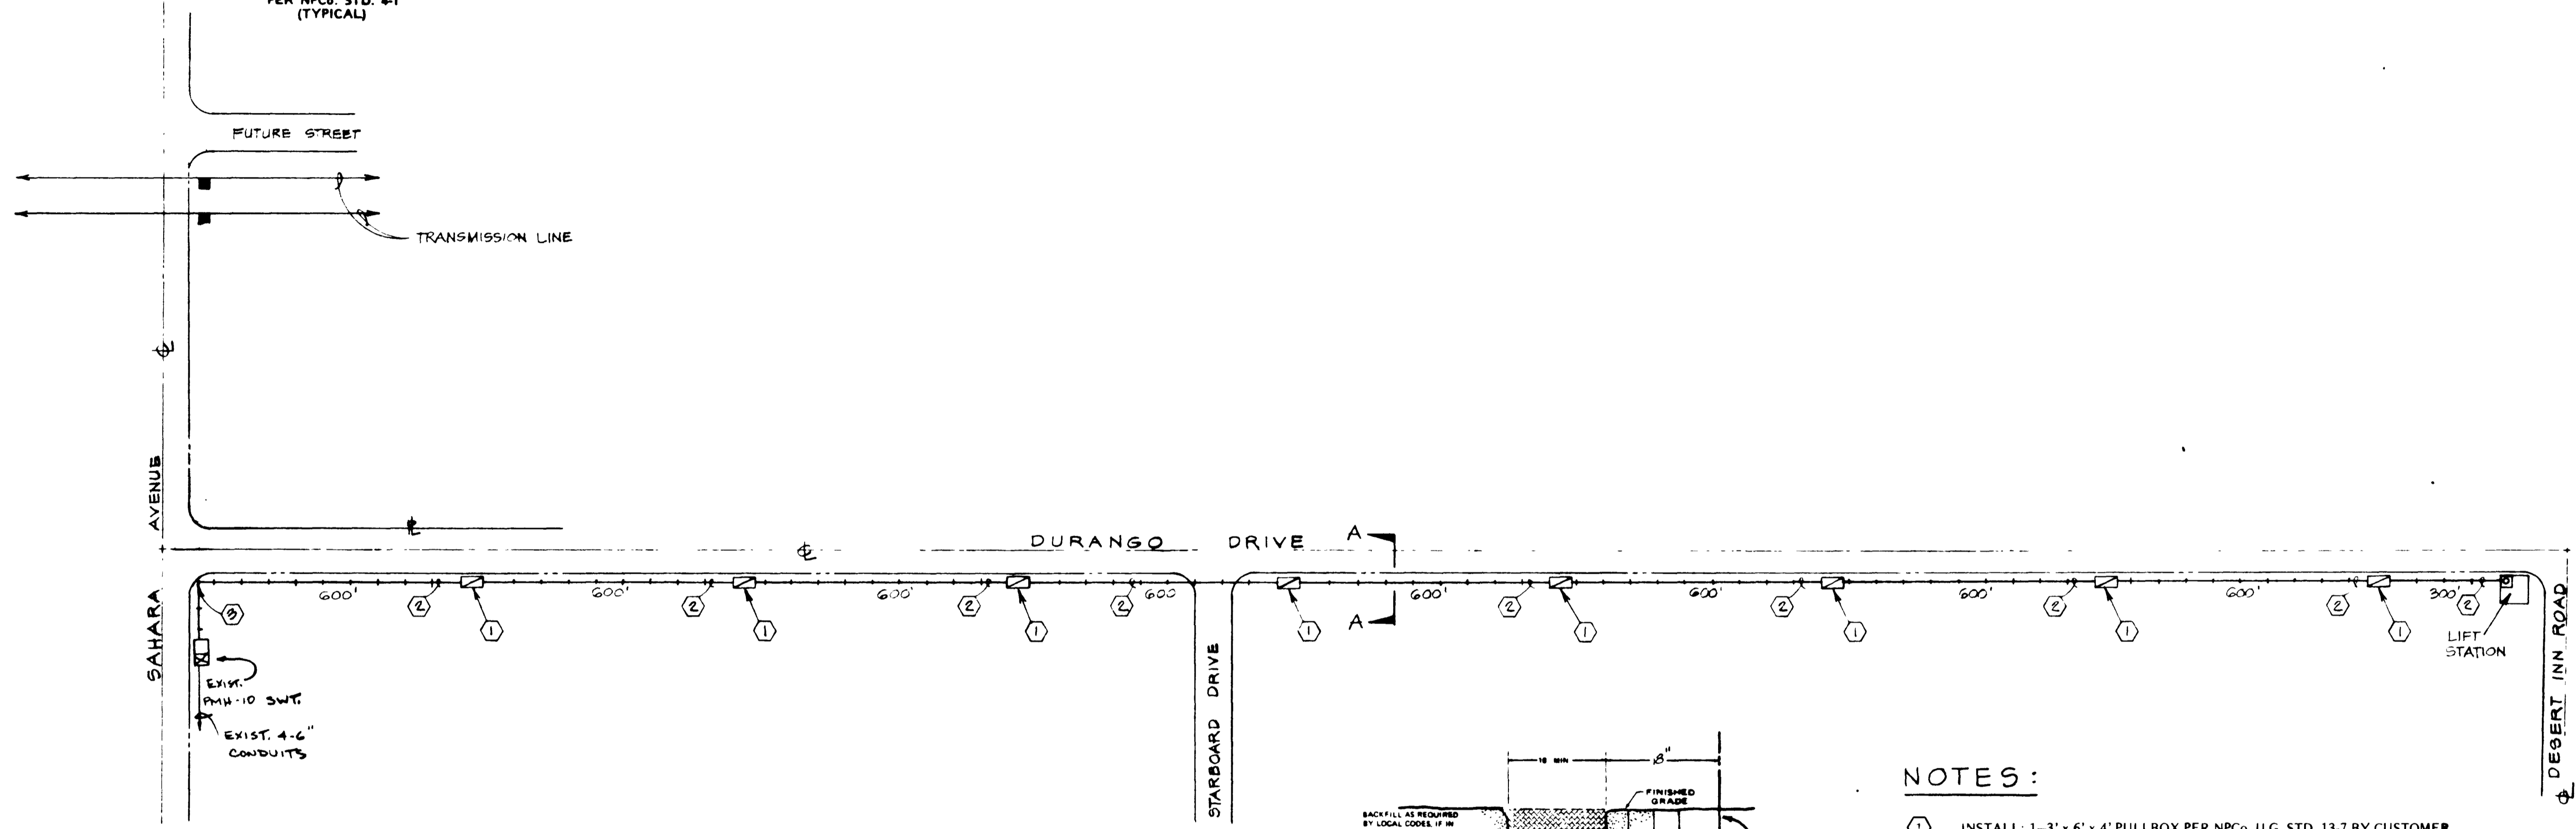 PER NPCo. STD. 4-1
(TYPICAL)
FUTURE STREET
TRANSMISSION LINE
℄
SAHARA AVENUE
℄
℄
DURANGO DRIVE
A
A
600'
2
1
600'
2
1
600'
2
1
600
2
1
600'
2
1
600'
2
1
600'
2
1
600'
2
1
300'
2
3
EXIST.
PMH-10 SWT.
EXIST. 4-6"
CONDUITS
STARBOARD DRIVE
LIFT
STATION
DESERT INN ROAD
℄
18 MIN
8"
FINISHED
GRADE
BACKFILL AS REQUIRED
BY LOCAL CODES, IF IN
NOTES:
1 INSTALL: 1-3' x 6' x 4' PULLBOX PER NPCo. U.G. STD. 13-7 BY CUSTOMER